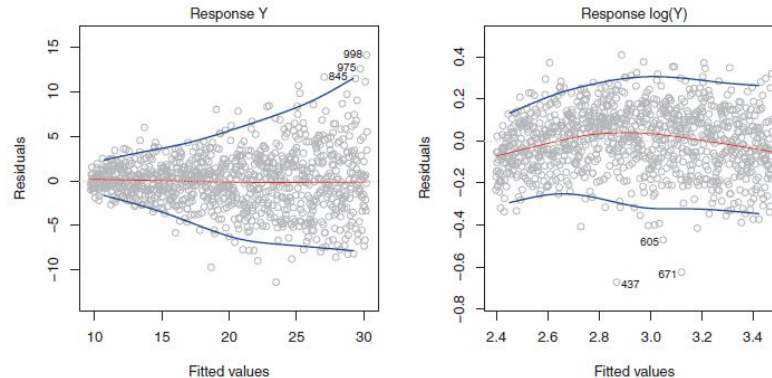 Response Y
Residuals
15
10
5
0
−5
−10
998
975
845
10 15 20 25 30
Fitted values
Response log(Y)
Residuals
0.4
0.2
0.0
−0.2
−0.4
−0.6
−0.8
605
671
437
2.4 2.6 2.8 3.0 3.2 3.4
Fitted values